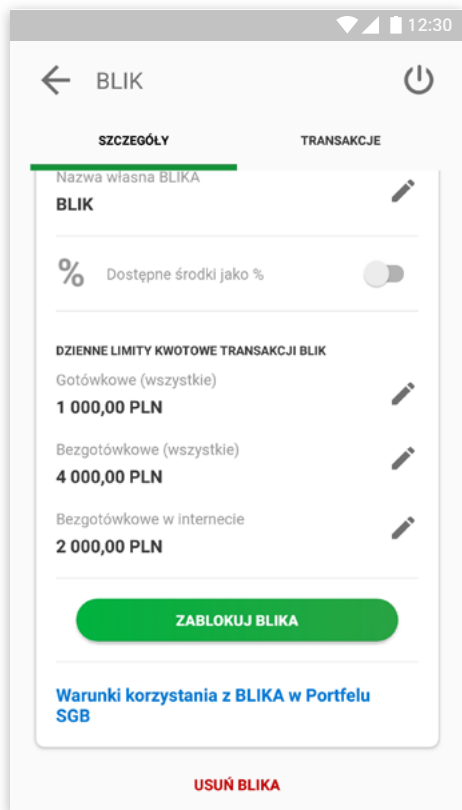 12:30
BLIK
SZCZEGÓŁY TRANSAKCJE
Nazwa własna BLIKA
BLIK
% Dostępne środki jako %
DZIENNE LIMITY KWOTOWE TRANSAKCJI BLIK
Gotówkowe (wszystkie)
1 000,00 PLN
Bezgotówkowe (wszystkie)
4 000,00 PLN
Bezgotówkowe w internecie
2 000,00 PLN
ZABLOKUJ BLIKA
Warunki korzystania z BLIKA w Portfelu
SGB
USUŃ BLIKA